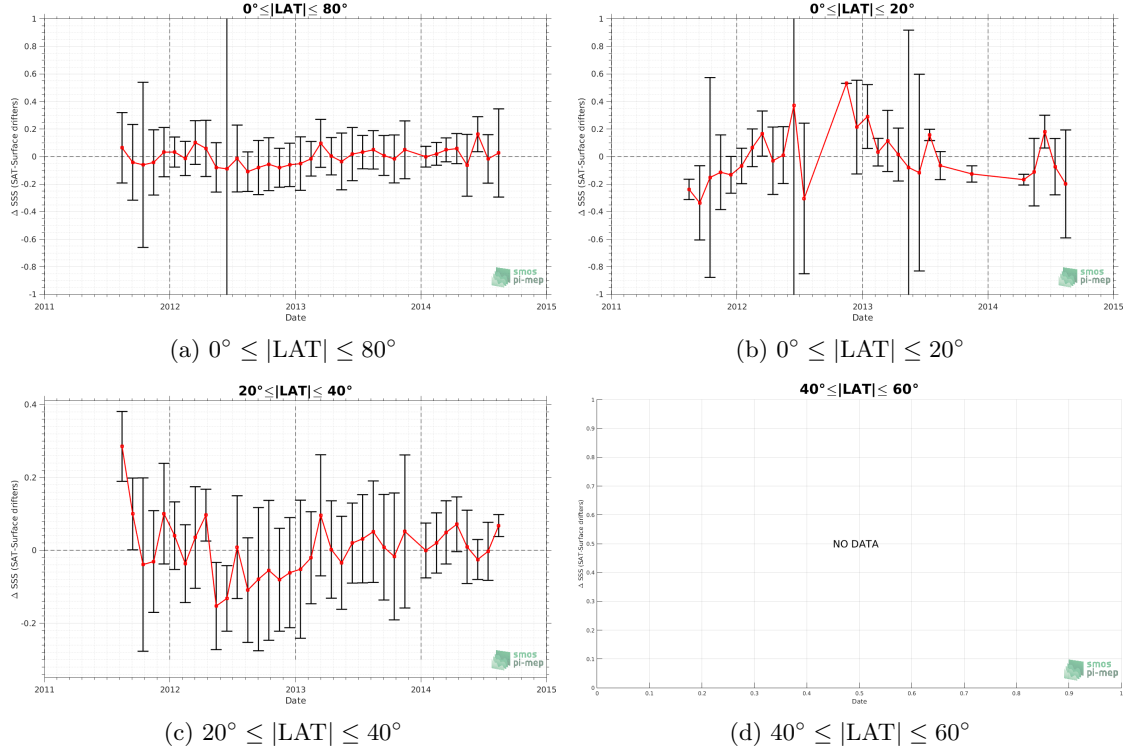 0°≤|LAT|≤ 80°
1
0.8
0.6
0.4
0.2
0
-0.2
-0.4
-0.6
-0.8
-1
Δ SSS (SAT-Surface drifters)
2011 2012 2013 2014 2015
Date
smos
pi-mep
(a) 0° ≤ |LAT| ≤ 80°
0°≤|LAT|≤ 20°
1
0.8
0.6
0.4
0.2
0
-0.2
-0.4
-0.6
-0.8
-1
Δ SSS (SAT-Surface drifters)
2011 2012 2013 2014 2015
Date
smos
pi-mep
(b) 0° ≤ |LAT| ≤ 20°
20°≤|LAT|≤ 40°
0.4
0.2
0
-0.2
Δ SSS (SAT-Surface drifters)
2011 2012 2013 2014 2015
Date
smos
pi-mep
(c) 20° ≤ |LAT| ≤ 40°
40°≤|LAT|≤ 60°
1
0.9
0.8
0.7
0.6
0.5
0.4
0.3
0.2
0.1
0
Δ SSS (SAT-Surface drifters)
NO DATA
0 0.1 0.2 0.3 0.4 0.5 0.6 0.7 0.8 0.9 1
Date
smos
pi-mep
(d) 40° ≤ |LAT| ≤ 60°